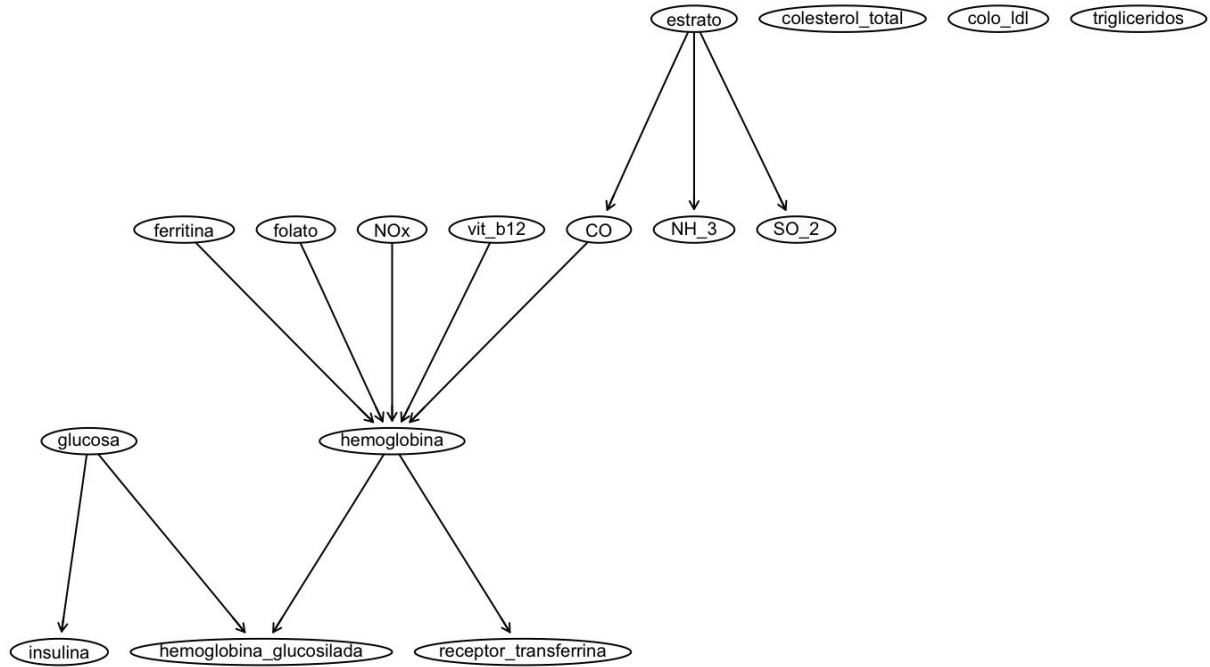 estrato colesterol_total colo_ldl trigliceridos
ferritina folato NOx vit_b12 CO NH_3 SO_2
glucosa hemoglobina
insulina hemoglobina_glucosilada receptor_transferrina